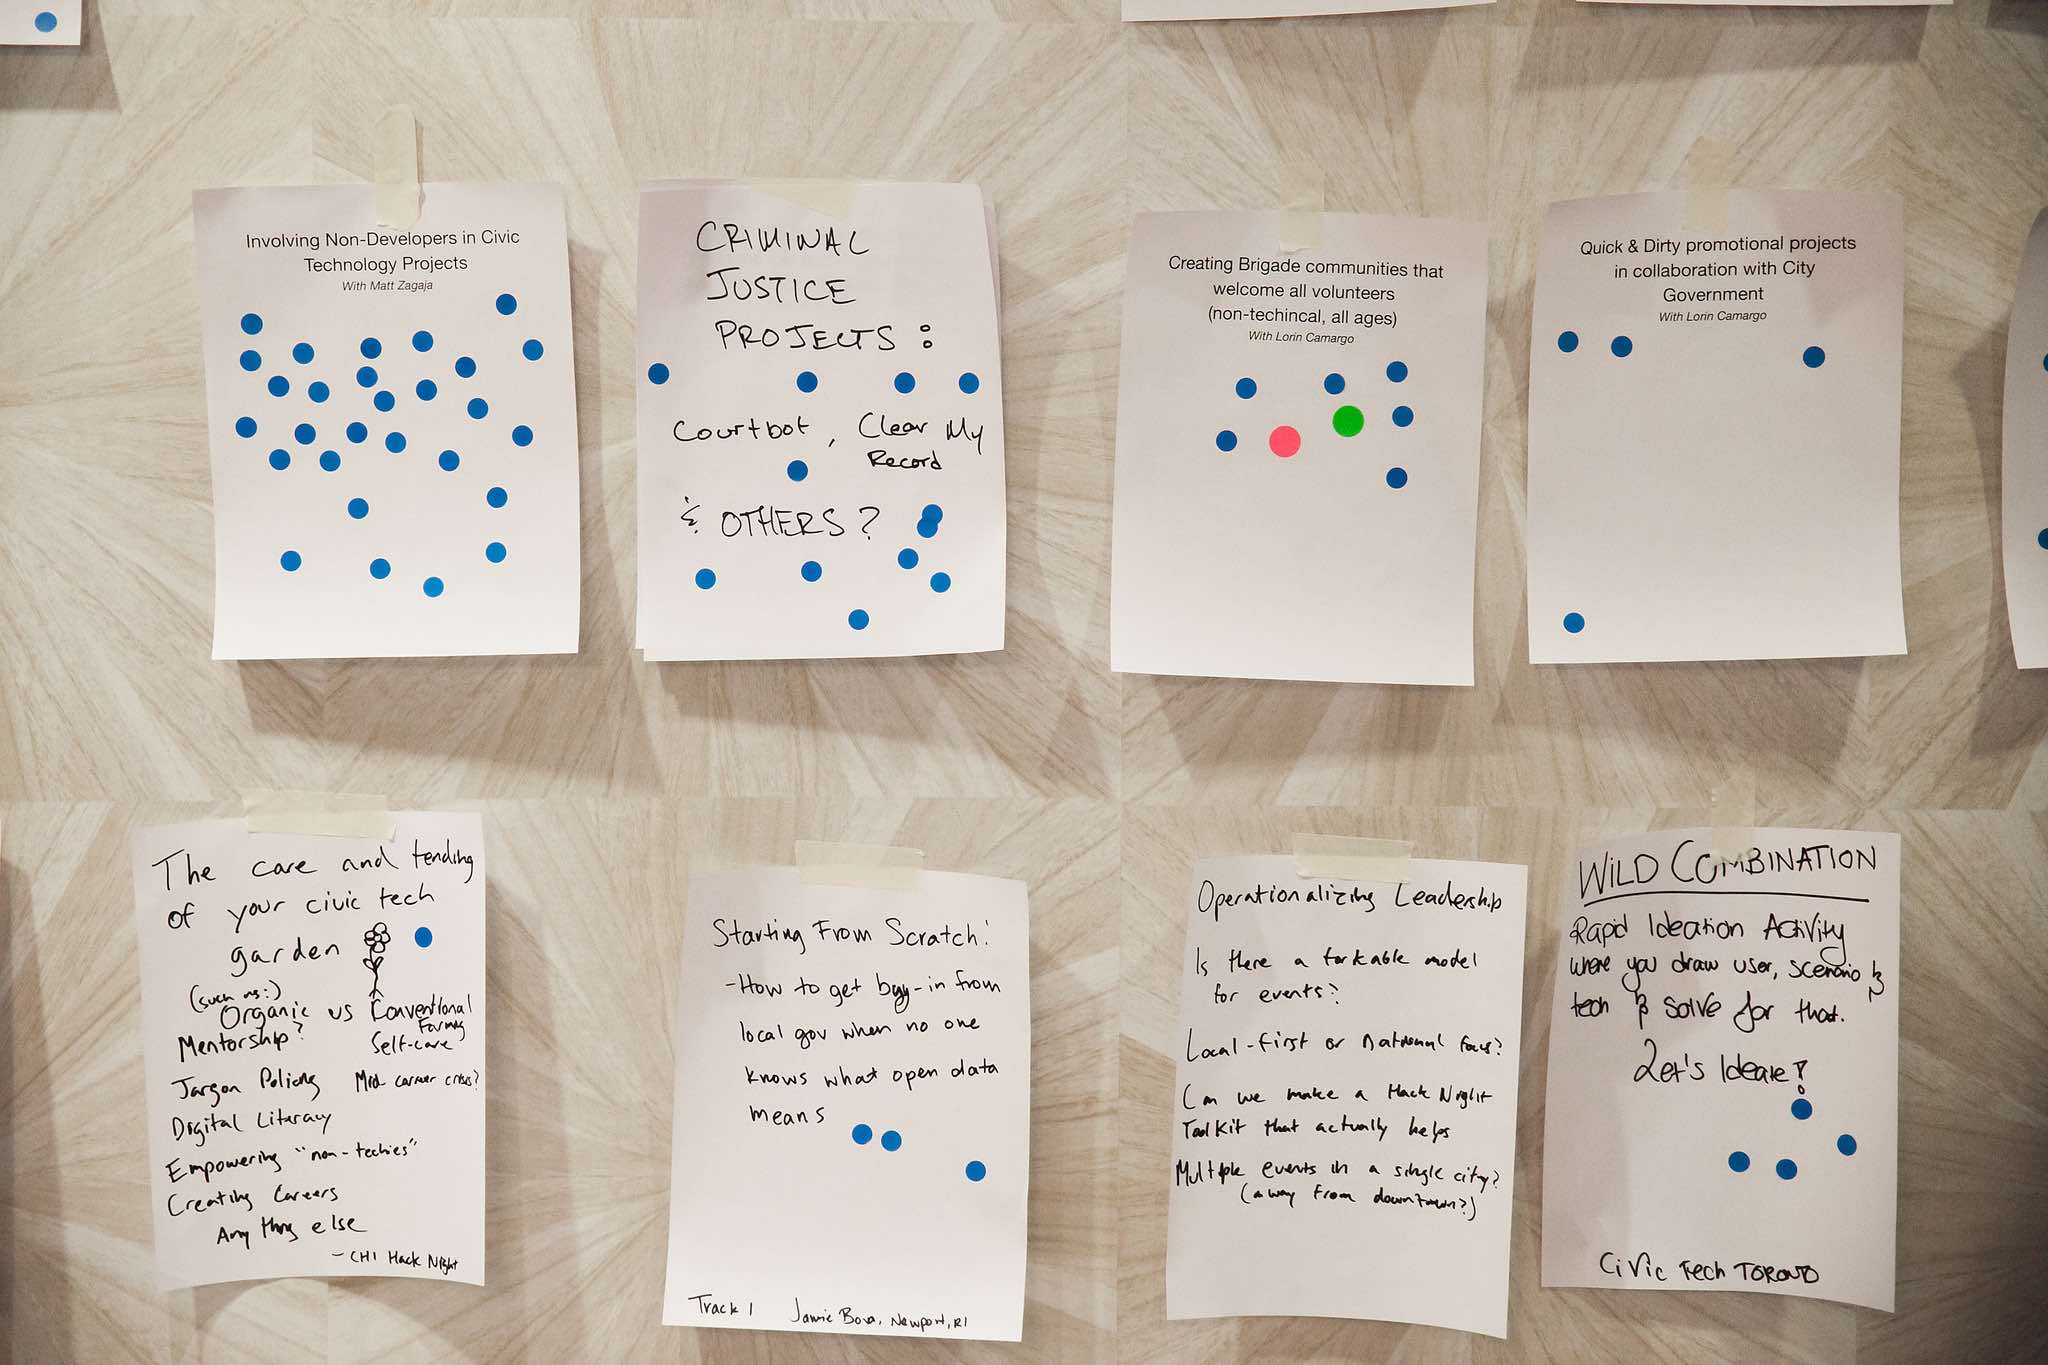 Involving Non-Developers in Civic
Technology Projects
With Matt Zagaja
CRIMINAL
JUSTICE
PROJECTS:
Courtbot, Clear My
Record
& OTHERS?
Creating Brigade communities that
welcome all volunteers
(non-techincal, all ages)
With Lorin Camargo
Quick & Dirty promotional projects
in collaboration with City
Government
With Lorin Camargo
The care and tending
of your civic tech
garden
(such as:)
Organic vs Conventional
Farming
Mentorship?
Self-care
Jargon Policing
Mid career crisis?
Digital Literacy
Empowering "non-techies"
Creating Careers
Anything else
- CHI Hack Night
Starting From Scratch!
- How to get buy-in from
local gov when no one
knows what open data
means
Track 1
Jamie Bova, Newport, RI
Operationalizing Leadership
Is there a forkable model
for events?
Local-first or national focus?
Can we make a Hack Night
ToolKit that actually helps
Multiple events in a single city?
(away from downtown?)
WILD COMBINATION
Rapid Ideation Activity
where you draw user, scenario &
tech & solve for that.
Let's Ideate!
Civic Tech TORONTO